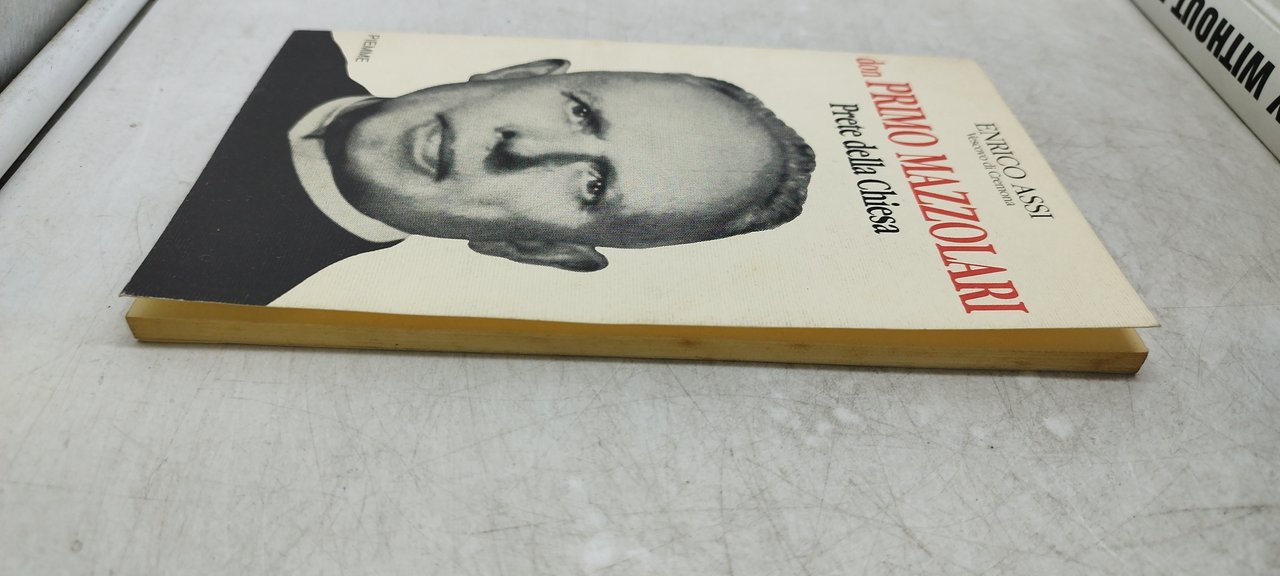 ENRICO ASSI
Vescovo di Cremona
don PRIMO MAZZOLARI
Prete della Chiesa
PIEMME
WITHOUT